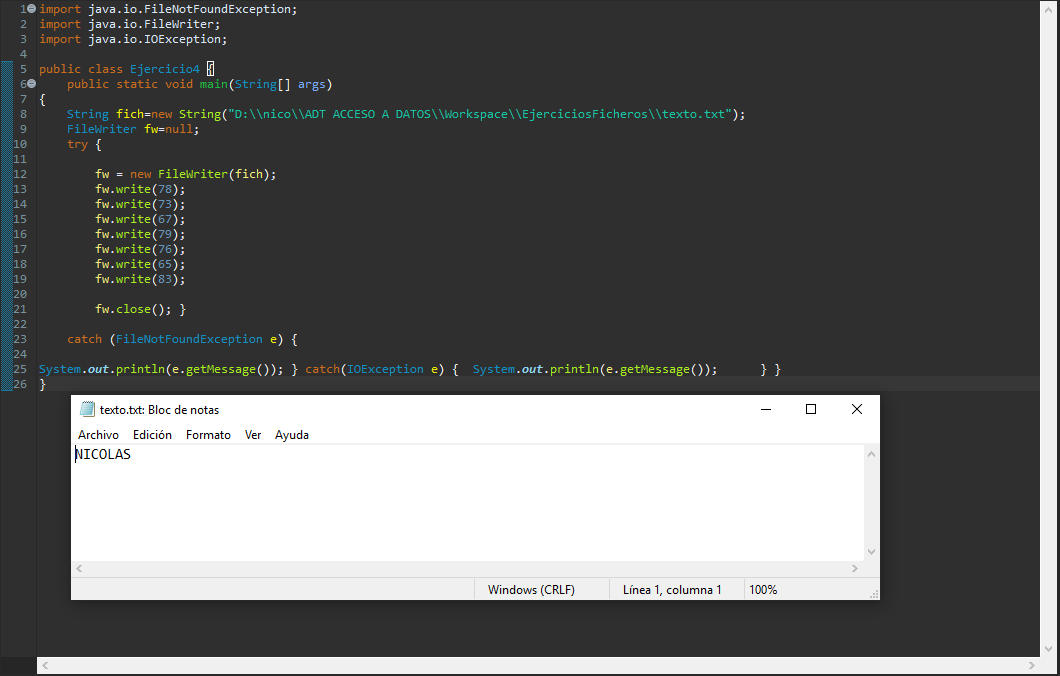 1 import java.io.FileNotFoundException;
2 import java.io.FileWriter;
3 import java.io.IOException;
4
5 public class Ejercicio4 {
6 public static void main(String[] args)
7 {
8 String fich=new String("D:\\nico\\ADT ACCESO A DATOS\\Workspace\\EjerciciosFicheros\\texto.txt");
9 FileWriter fw=null;
10 try {
11
12 fw = new FileWriter(fich);
13 fw.write(78);
14 fw.write(73);
15 fw.write(67);
16 fw.write(79);
17 fw.write(76);
18 fw.write(65);
19 fw.write(83);
20
21 fw.close(); }
22
23 catch (FileNotFoundException e) {
24
25 System.out.println(e.getMessage()); } catch(IOException e) { System.out.println(e.getMessage()); } }
26 }
texto.txt: Bloc de notas
Archivo Edición Formato Ver Ayuda
NICOLAS
Windows (CRLF) Línea 1, columna 1 100%